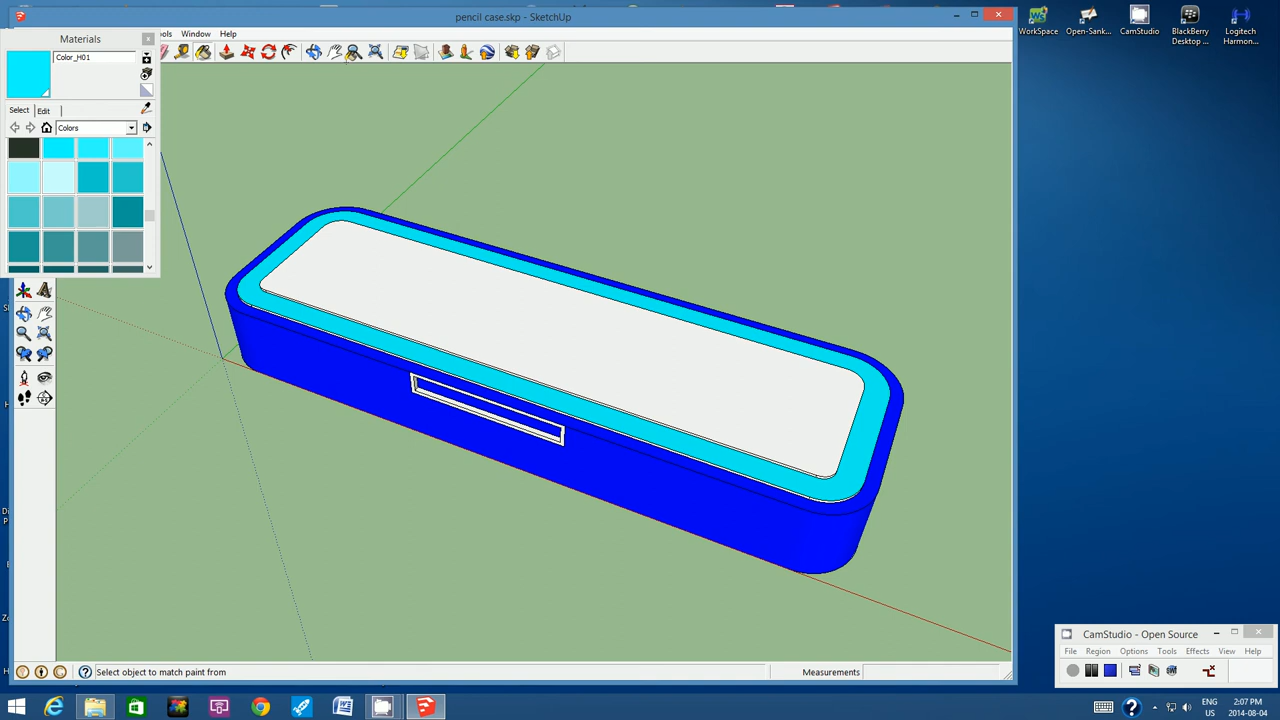 pencil case.skp - SketchUp
Materials
ols Window Help
Color_H01
Select Edit
Colors
Select object to match paint from
Measurements
WorkSpace
Open-Sank...
CamStudio
BlackBerry
Desktop ...
Logitech
Harmon...
CamStudio - Open Source
File Region Options Tools Effects View Help
ENG
US
2:07 PM
2014-08-04